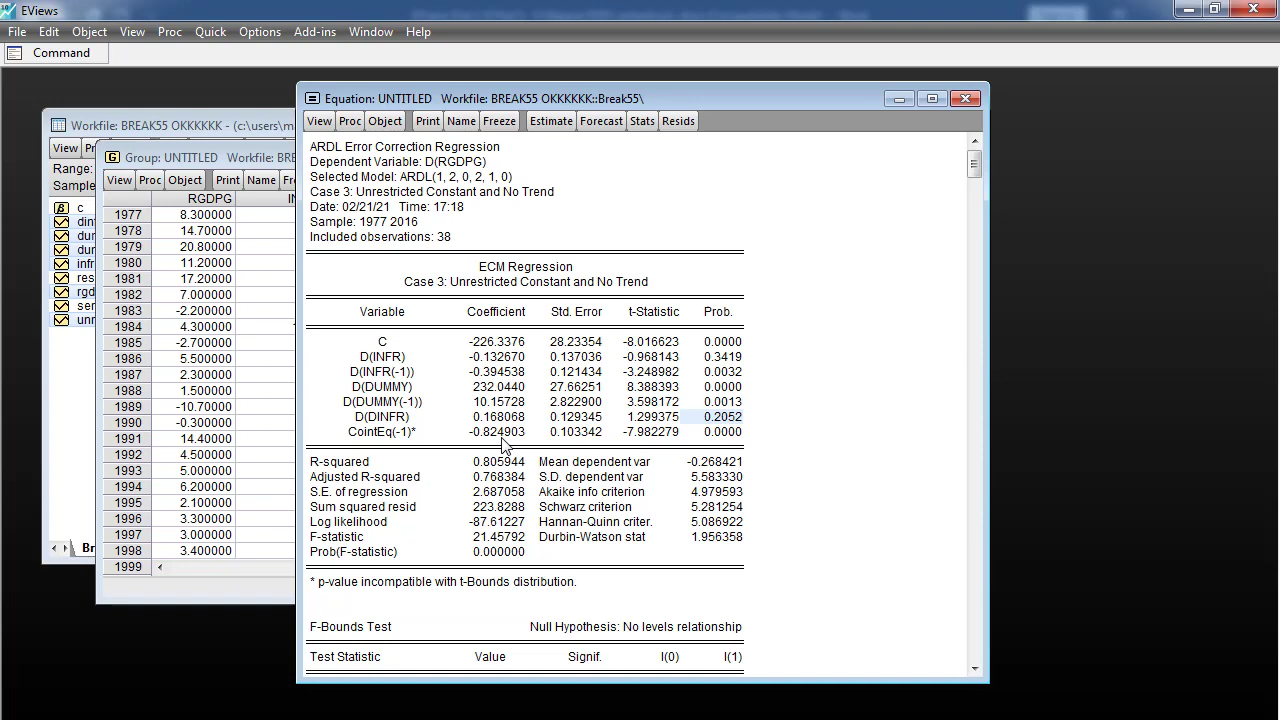 EViews
File Edit Object View Proc Quick Options Add-ins Window Help
Command
Workfile: BREAK55 OKKKKKK - (c:\users\m
View Pr
Range:
Sample
c
din
dun
dun
infr
res
rgd
ser
unr
Br
Group: UNTITLED Workfile: BRE
View Proc Object Print Name Fre
RGDPG IN
1977 8.300000
1978 14.70000
1979 20.80000
1980 11.20000
1981 17.20000
1982 7.000000
1983 -2.200000
1984 4.300000
1985 -2.700000
1986 5.500000
1987 2.300000
1988 1.500000
1989 -10.70000
1990 -0.300000
1991 14.40000
1992 4.500000
1993 5.000000
1994 6.200000
1995 2.100000
1996 3.300000
1997 3.000000
1998 3.400000
1999
Equation: UNTITLED Workfile: BREAK55 OKKKKKK::Break55\
View Proc Object Print Name Freeze Estimate Forecast Stats Resids
ARDL Error Correction Regression
Dependent Variable: D(RGDPG)
Selected Model: ARDL(1, 2, 0, 2, 1, 0)
Case 3: Unrestricted Constant and No Trend
Date: 02/21/21 Time: 17:18
Sample: 1977 2016
Included observations: 38
ECM Regression
Case 3: Unrestricted Constant and No Trend
Variable Coefficient Std. Error t-Statistic Prob.
C -226.3376 28.23354 -8.016623 0.0000
D(INFR) -0.132670 0.137036 -0.968143 0.3419
D(INFR(-1)) -0.394538 0.121434 -3.248982 0.0032
D(DUMMY) 232.0440 27.66251 8.388393 0.0000
D(DUMMY(-1)) 10.15728 2.822900 3.598172 0.0013
D(DINFR) 0.168068 0.129345 1.299375 0.2052
CointEq(-1)* -0.824903 0.103342 -7.982279 0.0000
R-squared 0.805944 Mean dependent var -0.268421
Adjusted R-squared 0.768384 S.D. dependent var 5.583330
S.E. of regression 2.687058 Akaike info criterion 4.979593
Sum squared resid 223.8288 Schwarz criterion 5.281254
Log likelihood -87.61227 Hannan-Quinn criter. 5.086922
F-statistic 21.45792 Durbin-Watson stat 1.956358
Prob(F-statistic) 0.000000
* p-value incompatible with t-Bounds distribution.
F-Bounds Test Null Hypothesis: No levels relationship
Test Statistic Value Signif. I(0) I(1)